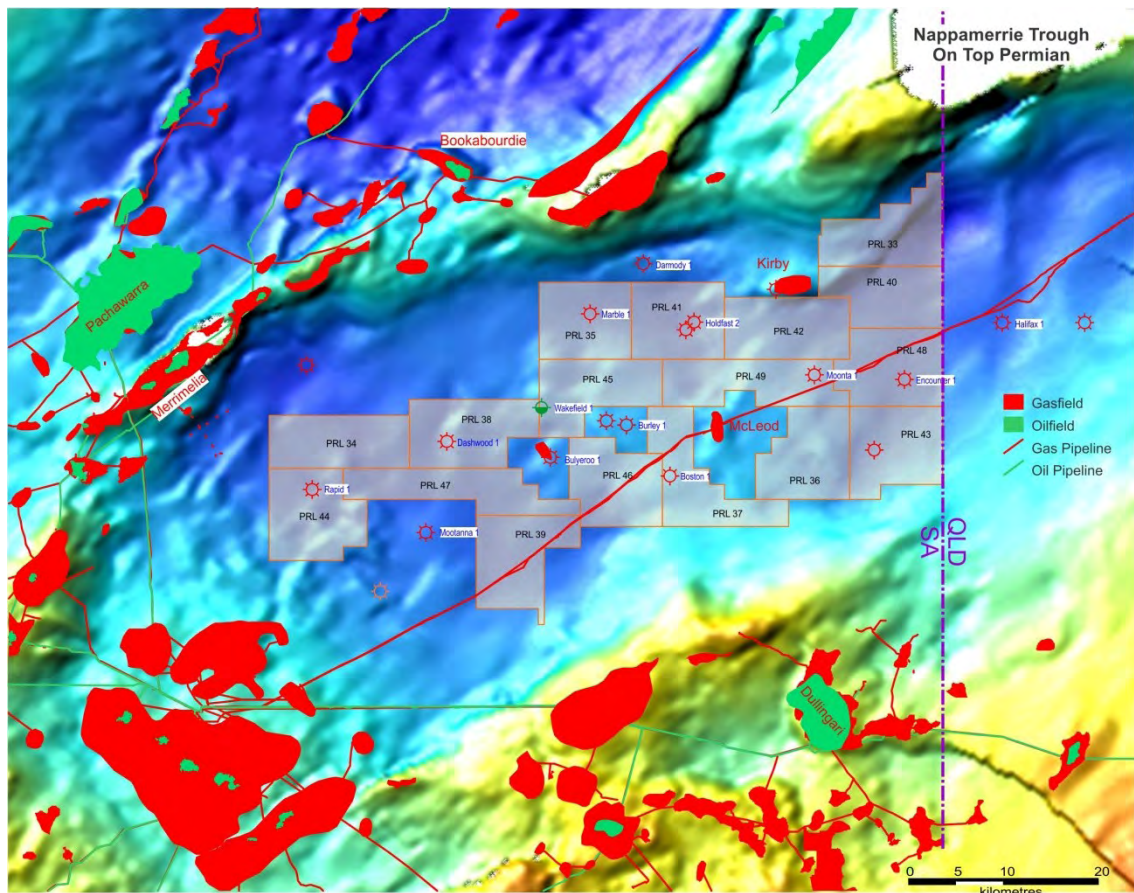 Nappamerrie Trough
On Top Permian
Bookabourdie
PRL 33
Darmody 1
Kirby
PRL 40
Pachawarra
Marble 1
PRL 41
Holdfast 2
PRL 42
Halifax 1
PRL 35
PRL 48
Merrimelia
PRL 45
PRL 49
Moonta 1
Encounter 1
Gasfield
Oilfield
Gas Pipeline
Oil Pipeline
Wakefield 1
PRL 38
Burley 1
McLeod
PRL 34
Dashwood 1
PRL 43
Bulyeroo 1
PRL 47
PRL 46
Boston 1
PRL 36
Rapid 1
PRL 44
PRL 37
Mootanna 1
PRL 39
QLD
SA
Dullingari
0 5 10 20
kilometres